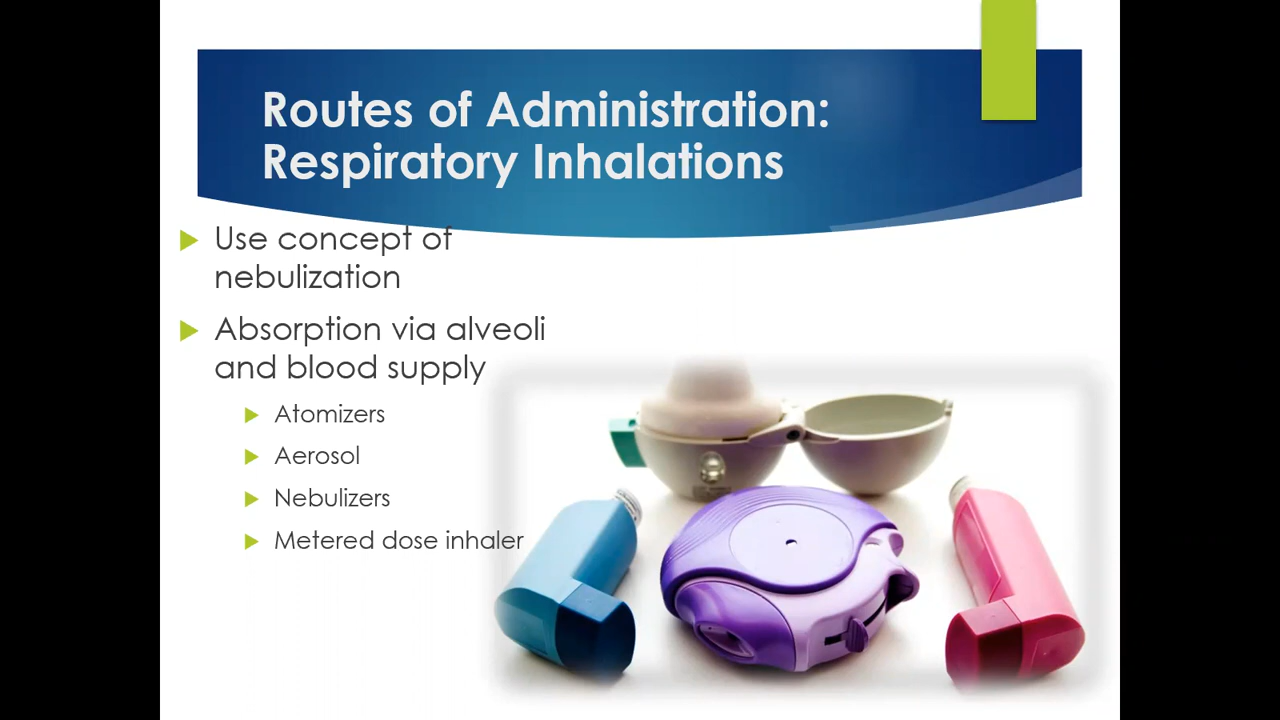 Routes of Administration:
Respiratory Inhalations
Use concept of
nebulization
Absorption via alveoli
and blood supply
Atomizers
Aerosol
Nebulizers
Metered dose inhaler